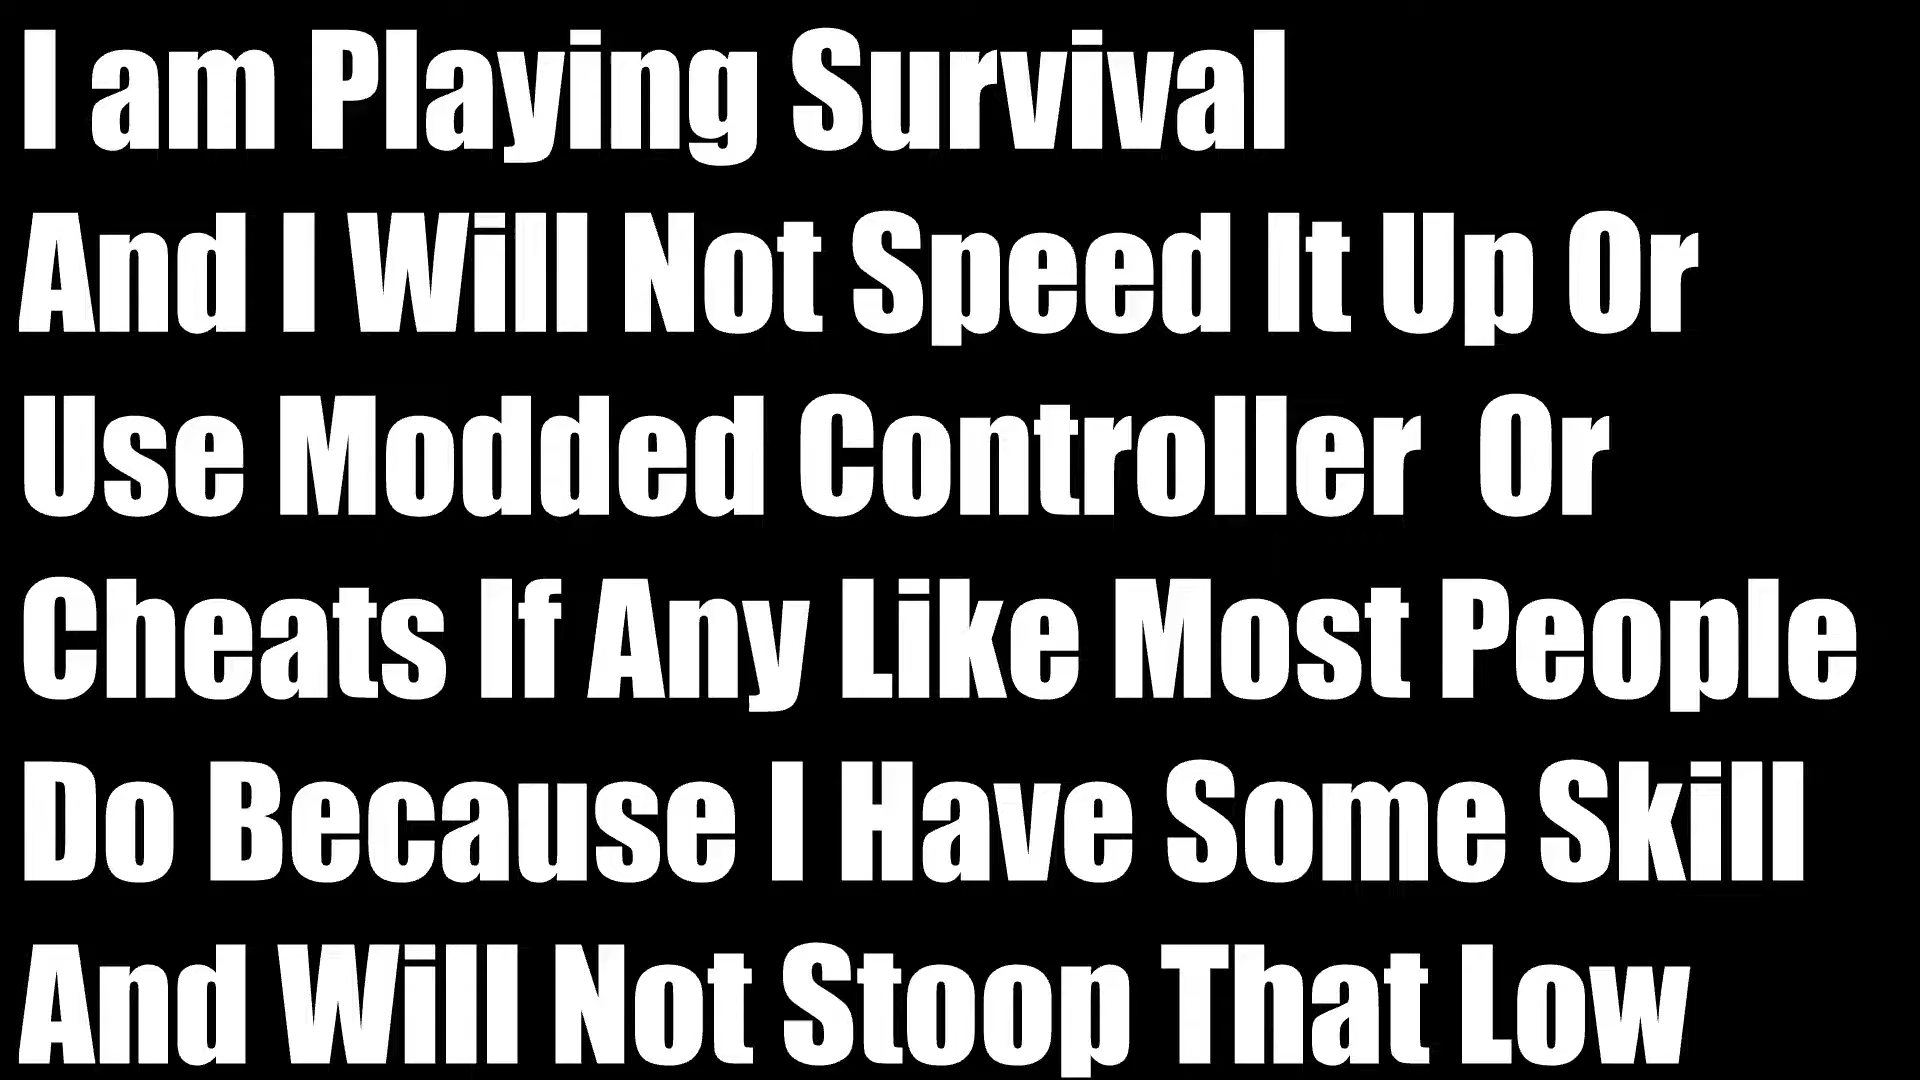 I am Playing Survival
And I Will Not Speed It Up Or
Use Modded Controller  Or
Cheats If Any Like Most People
Do Because I Have Some Skill
And Will Not Stoop That Low